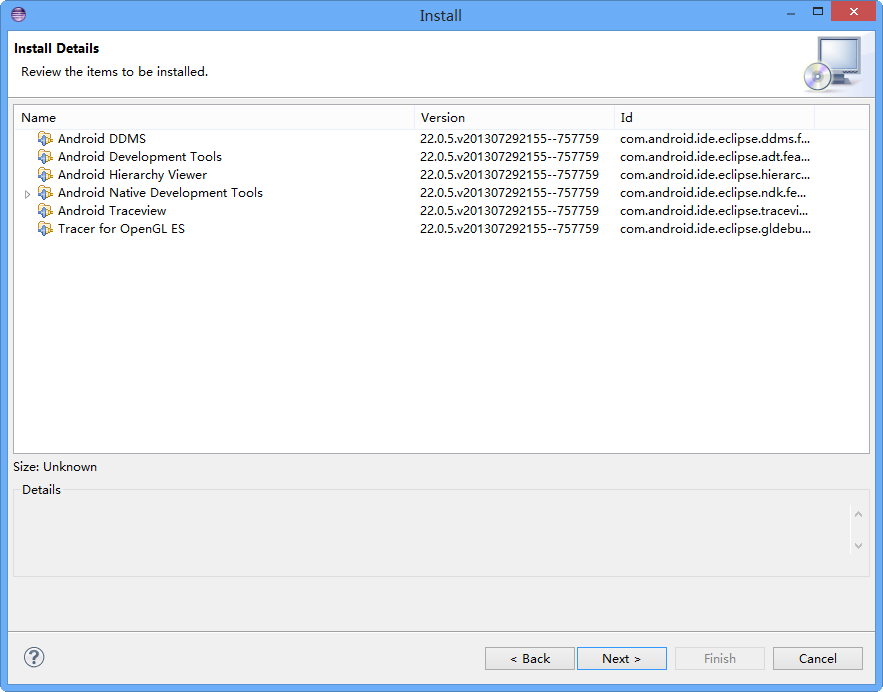 Install
Install Details
Review the items to be installed.
Name Version Id
Android DDMS 22.0.5.v201307292155--757759 com.android.ide.eclipse.ddms.f...
Android Development Tools 22.0.5.v201307292155--757759 com.android.ide.eclipse.adt.fea...
Android Hierarchy Viewer 22.0.5.v201307292155--757759 com.android.ide.eclipse.hierarc...
Android Native Development Tools 22.0.5.v201307292155--757759 com.android.ide.eclipse.ndk.fe...
Android Traceview 22.0.5.v201307292155--757759 com.android.ide.eclipse.tracevi...
Tracer for OpenGL ES 22.0.5.v201307292155--757759 com.android.ide.eclipse.gldebu...
Size: Unknown
Details
? < Back Next > Finish Cancel